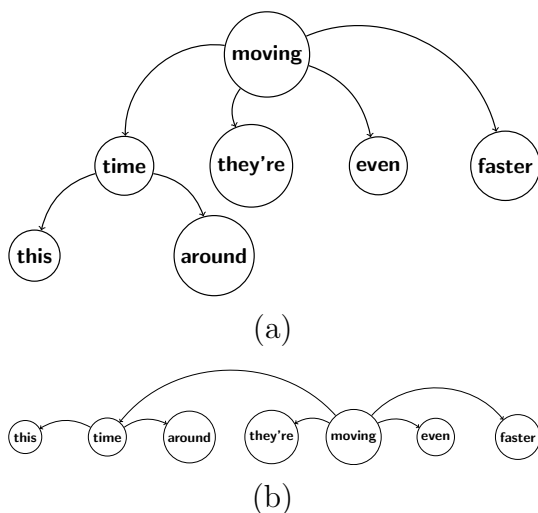 moving
time they're even faster
this around
(a)
this time around they're moving even faster
(b)